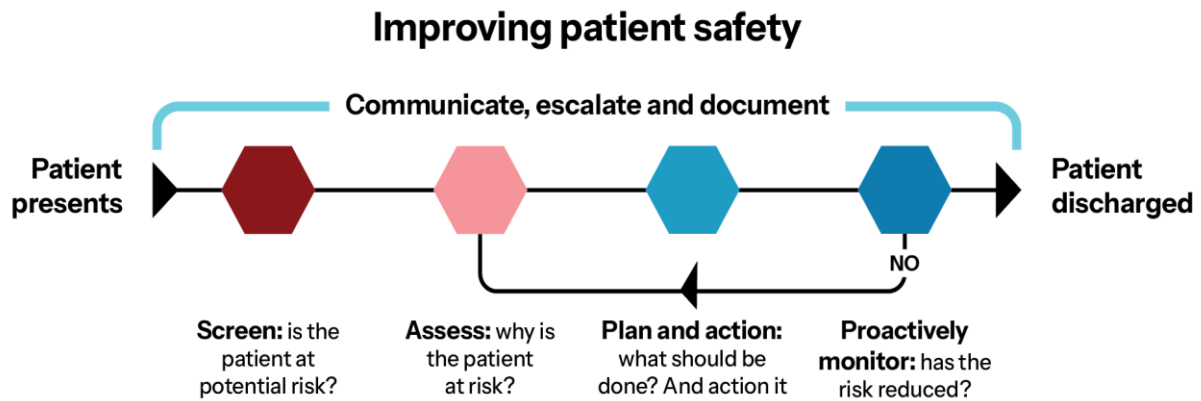 Improving patient safety
Communicate, escalate and document
Patient
presents
Patient
discharged
NO
Screen: is the
patient at
potential risk?
Assess: why is
the patient
at risk?
Plan and action:
what should be
done? And action it
Proactively
monitor: has the
risk reduced?